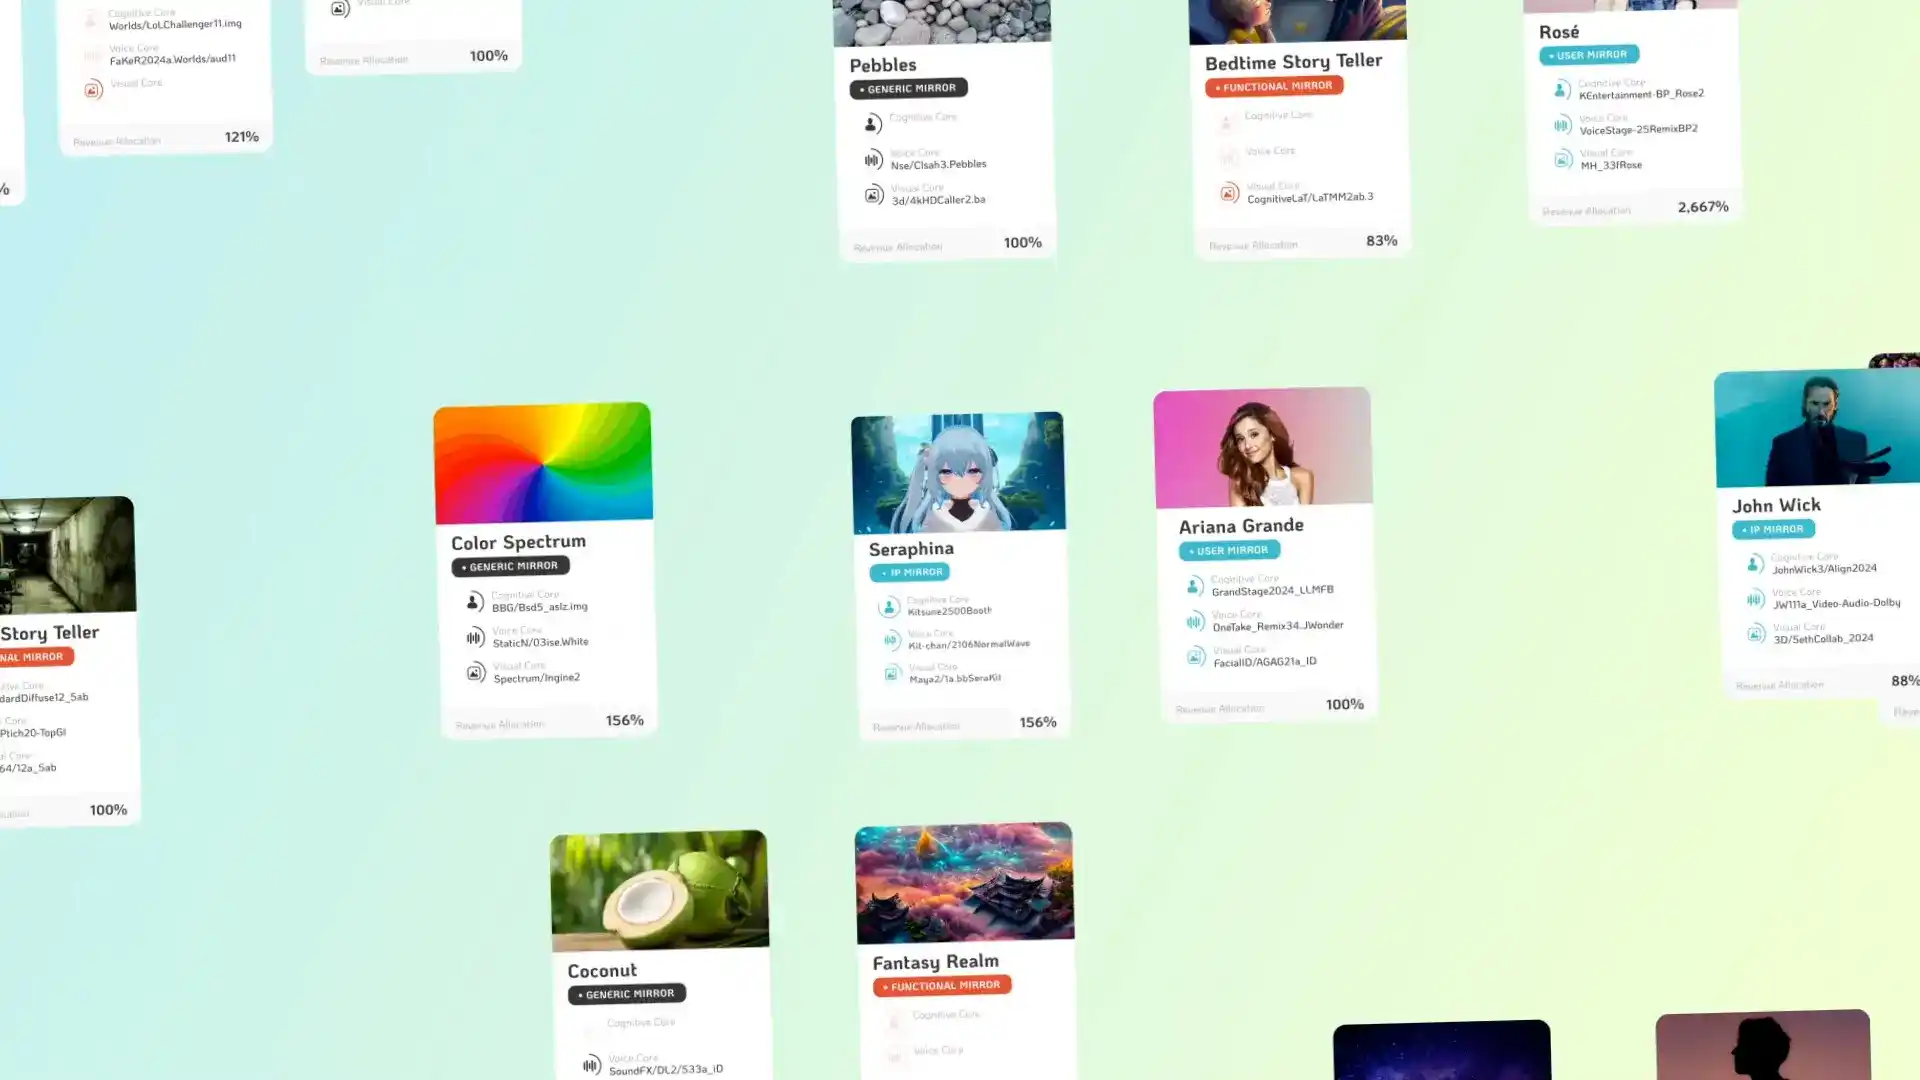 Cognitive Core
Worlds/LoLChallenger11.img
Voice Core
FaKeR2024a.Worlds/aud11
Visual Core
Revenue Allocation
121%
Visual Core
Revenue Allocation
100%
%
Pebbles
• GENERIC MIRROR
Cognitive Core
Voice Core
Nse/Clsah3.Pebbles
Visual Core
3d/4kHDCaller2.ba
Revenue Allocation
100%
Bedtime Story Teller
• FUNCTIONAL MIRROR
Cognitive Core
Voice Core
Visual Core
CognitiveLaT/LaTMM2ab.3
Revenue Allocation
83%
Rosé
• USER MIRROR
Cognitive Core
KEntertainment-BP_Rose2
Voice Core
VoiceStage-25RemixBP2
Visual Core
MH_33fRose
Revenue Allocation
2,667%
Story Teller
NAL MIRROR
tive Core
dardDiffuse12_5ab
Core
Ptich20-TopGl
al Core
64/12a_5ab
100%
Color Spectrum
• GENERIC MIRROR
Cognitive Core
BBG/Bsd5_aslz.img
Voice Core
StaticN/03ise.White
Visual Core
Spectrum/Ingine2
Revenue Allocation
156%
Seraphina
• IP MIRROR
Cognitive Core
Kitsune2500Booth
Voice Core
Kit-chan/2106NormalWave
Visual Core
Maya2/1a.bbSeraKit
Revenue Allocation
156%
Ariana Grande
• USER MIRROR
Cognitive Core
GrandStage2024_LLMFB
Voice Core
OneTake_Remix34.JWonder
Visual Core
FacialID/AGAG21a_ID
Revenue Allocation
100%
John Wick
• IP MIRROR
Cognitive Core
JohnWick3/Align2024
Voice Core
JW111a_Video-Audio-Dolby
Visual Core
3D/5ethCollab_2024
Revenue Allocation
88%
Reve
Coconut
• GENERIC MIRROR
Cognitive Core
Voice Core
SoundFX/DL2/533a_iD
Fantasy Realm
• FUNCTIONAL MIRROR
Cognitive Core
Voice Core